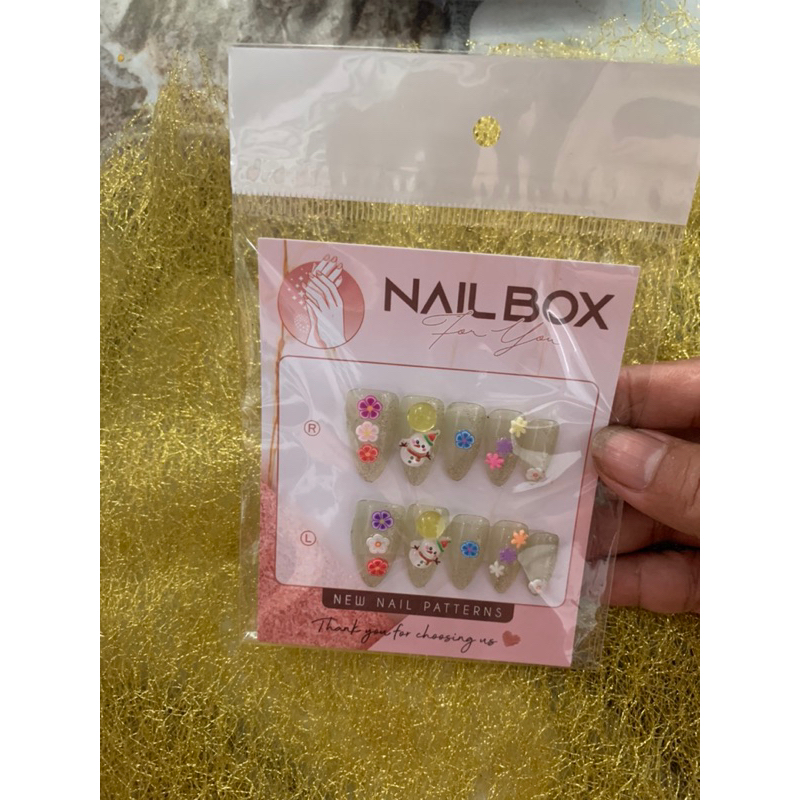 NAIL BOX
For You
R
L
NEW NAIL PATTERNS
Thank you for choosing us